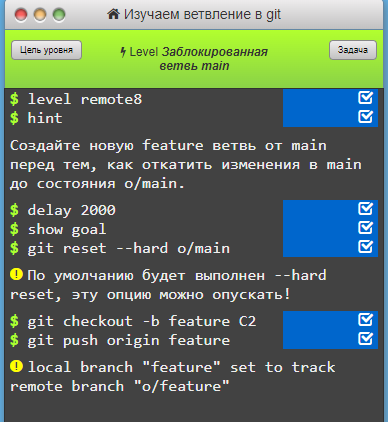 Изучаем ветвление в git
Цель уровня
Level Заблокированная
ветвь main
Задача
$ level remote8
$ hint
Создайте новую feature ветвь от main
перед тем, как откатить изменения в main
до состояния o/main.
$ delay 2000
$ show goal
$ git reset --hard o/main
По умолчанию будет выполнен --hard
reset, эту опцию можно опускать!
$ git checkout -b feature C2
$ git push origin feature
local branch "feature" set to track
remote branch "o/feature"